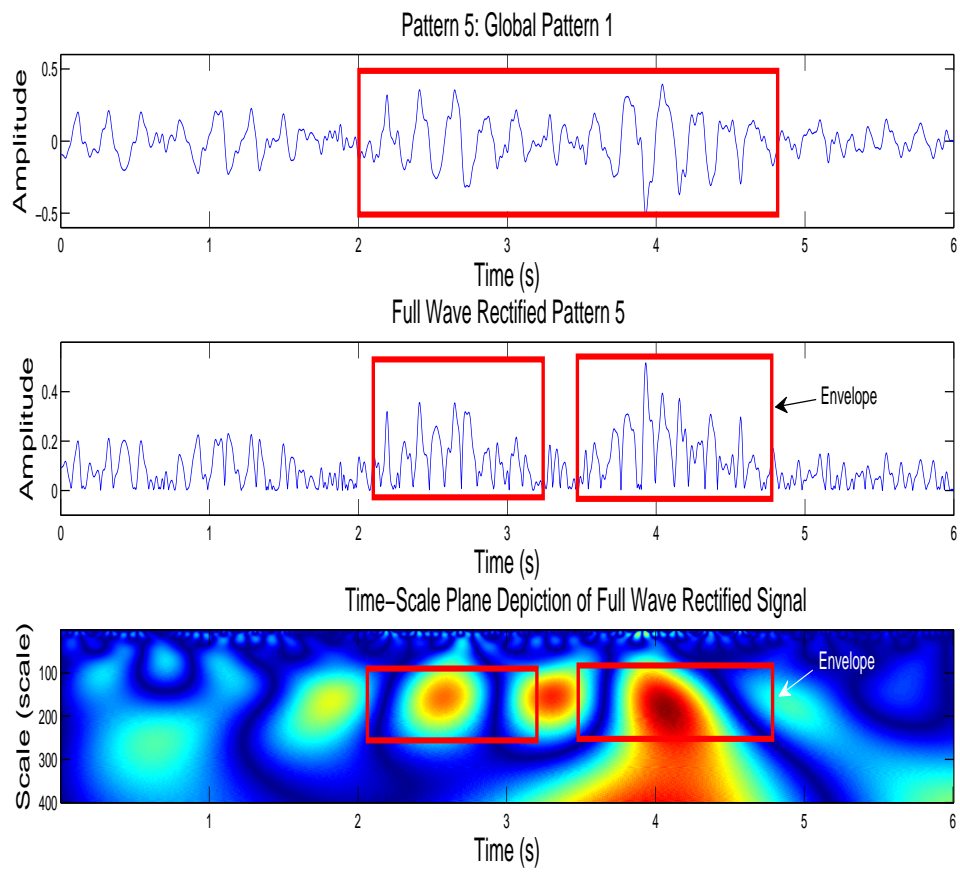 Pattern 5: Global Pattern 1
Amplitude
0.5
0
−0.5
0 1 2 3 4 5 6
Time (s)
Full Wave Rectified Pattern 5
Amplitude
0.4
0.2
0
Envelope
0 1 2 3 4 5 6
Time (s)
Time−Scale Plane Depiction of Full Wave Rectified Signal
Scale (scale)
100
200
300
400
Envelope
1 2 3 4 5 6
Time (s)